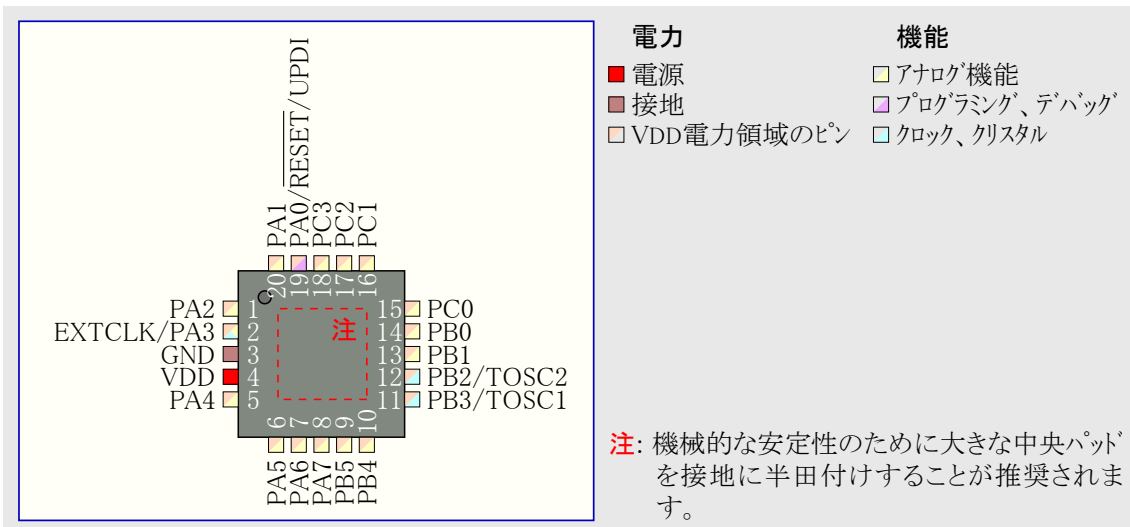 PA1
PA0/RESET/UPDI
PC3
PC2
PC1
20
19
18
17
16
PA2 1
EXTCLK/PA3 2
GND 3
VDD 4
PA4 5
15 PC0
14 PB0
13 PB1
12 PB2/TOSC2
11 PB3/TOSC1
注
6
7
8
9
10
PA5
PA6
PA7
PB5
PB4
電力
電源
接地
VDD電力領域のピン
機能
アナログ機能
プログラミング、デバッグ
クロック、クリスタル
注: 機械的な安定性のために大きな中央パッド
を接地に半田付けすることが推奨されま
す。